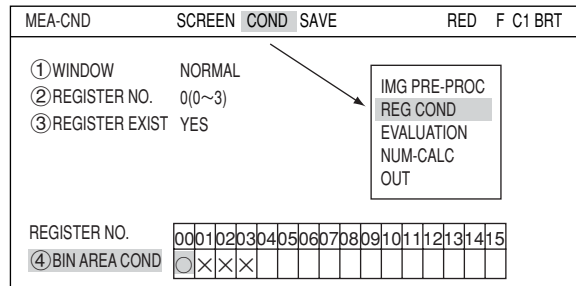 MEA-CND SCREEN COND SAVE RED F C1 BRT
①WINDOW NORMAL
②REGISTER NO. 0(0～3)
③REGISTER EXIST YES
IMG PRE-PROC
REG COND
EVALUATION
NUM-CALC
OUT
REGISTER NO. 00 01 02 03 04 05 06 07 08 09 10 11 12 13 14 15
④BIN AREA COND ○ × × ×